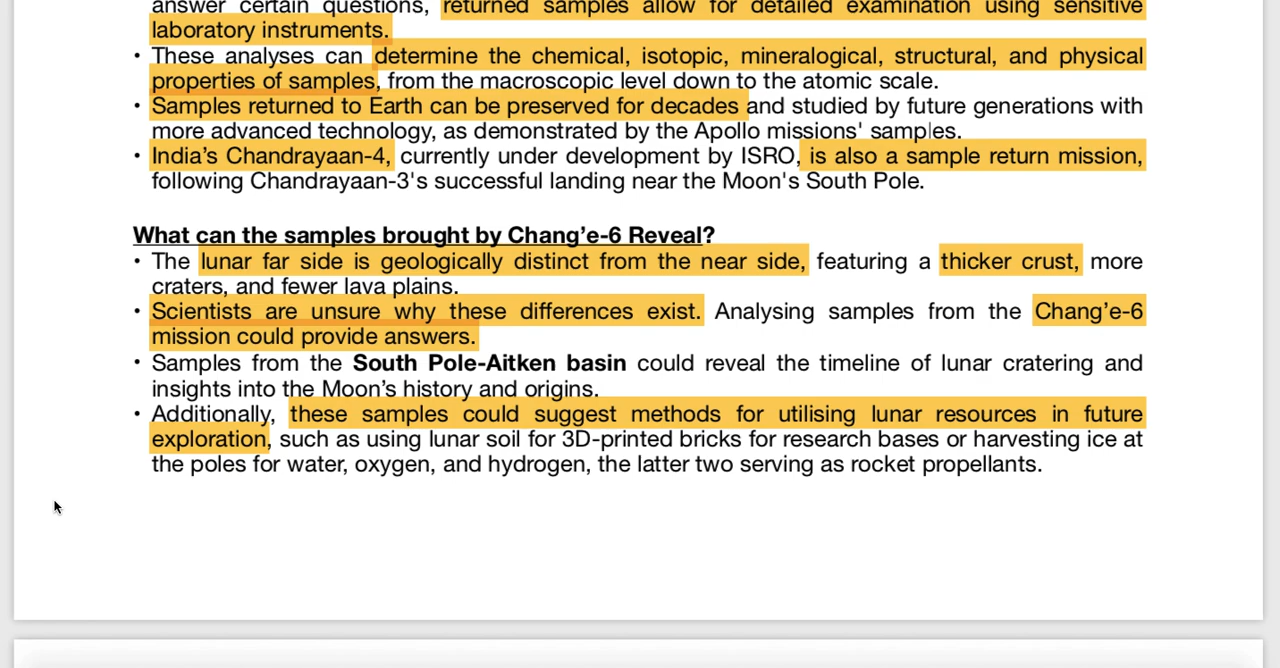 answer certain questions, returned samples allow for detailed examination using sensitive
laboratory instruments.
• These analyses can determine the chemical, isotopic, mineralogical, structural, and physical
properties of samples, from the macroscopic level down to the atomic scale.
• Samples returned to Earth can be preserved for decades and studied by future generations with
more advanced technology, as demonstrated by the Apollo missions' samples.
• India’s Chandrayaan-4, currently under development by ISRO, is also a sample return mission,
following Chandrayaan-3's successful landing near the Moon's South Pole.
What can the samples brought by Chang’e-6 Reveal?
• The lunar far side is geologically distinct from the near side, featuring a thicker crust, more
craters, and fewer lava plains.
• Scientists are unsure why these differences exist. Analysing samples from the Chang’e-6
mission could provide answers.
• Samples from the South Pole-Aitken basin could reveal the timeline of lunar cratering and
insights into the Moon’s history and origins.
• Additionally, these samples could suggest methods for utilising lunar resources in future
exploration, such as using lunar soil for 3D-printed bricks for research bases or harvesting ice at
the poles for water, oxygen, and hydrogen, the latter two serving as rocket propellants.